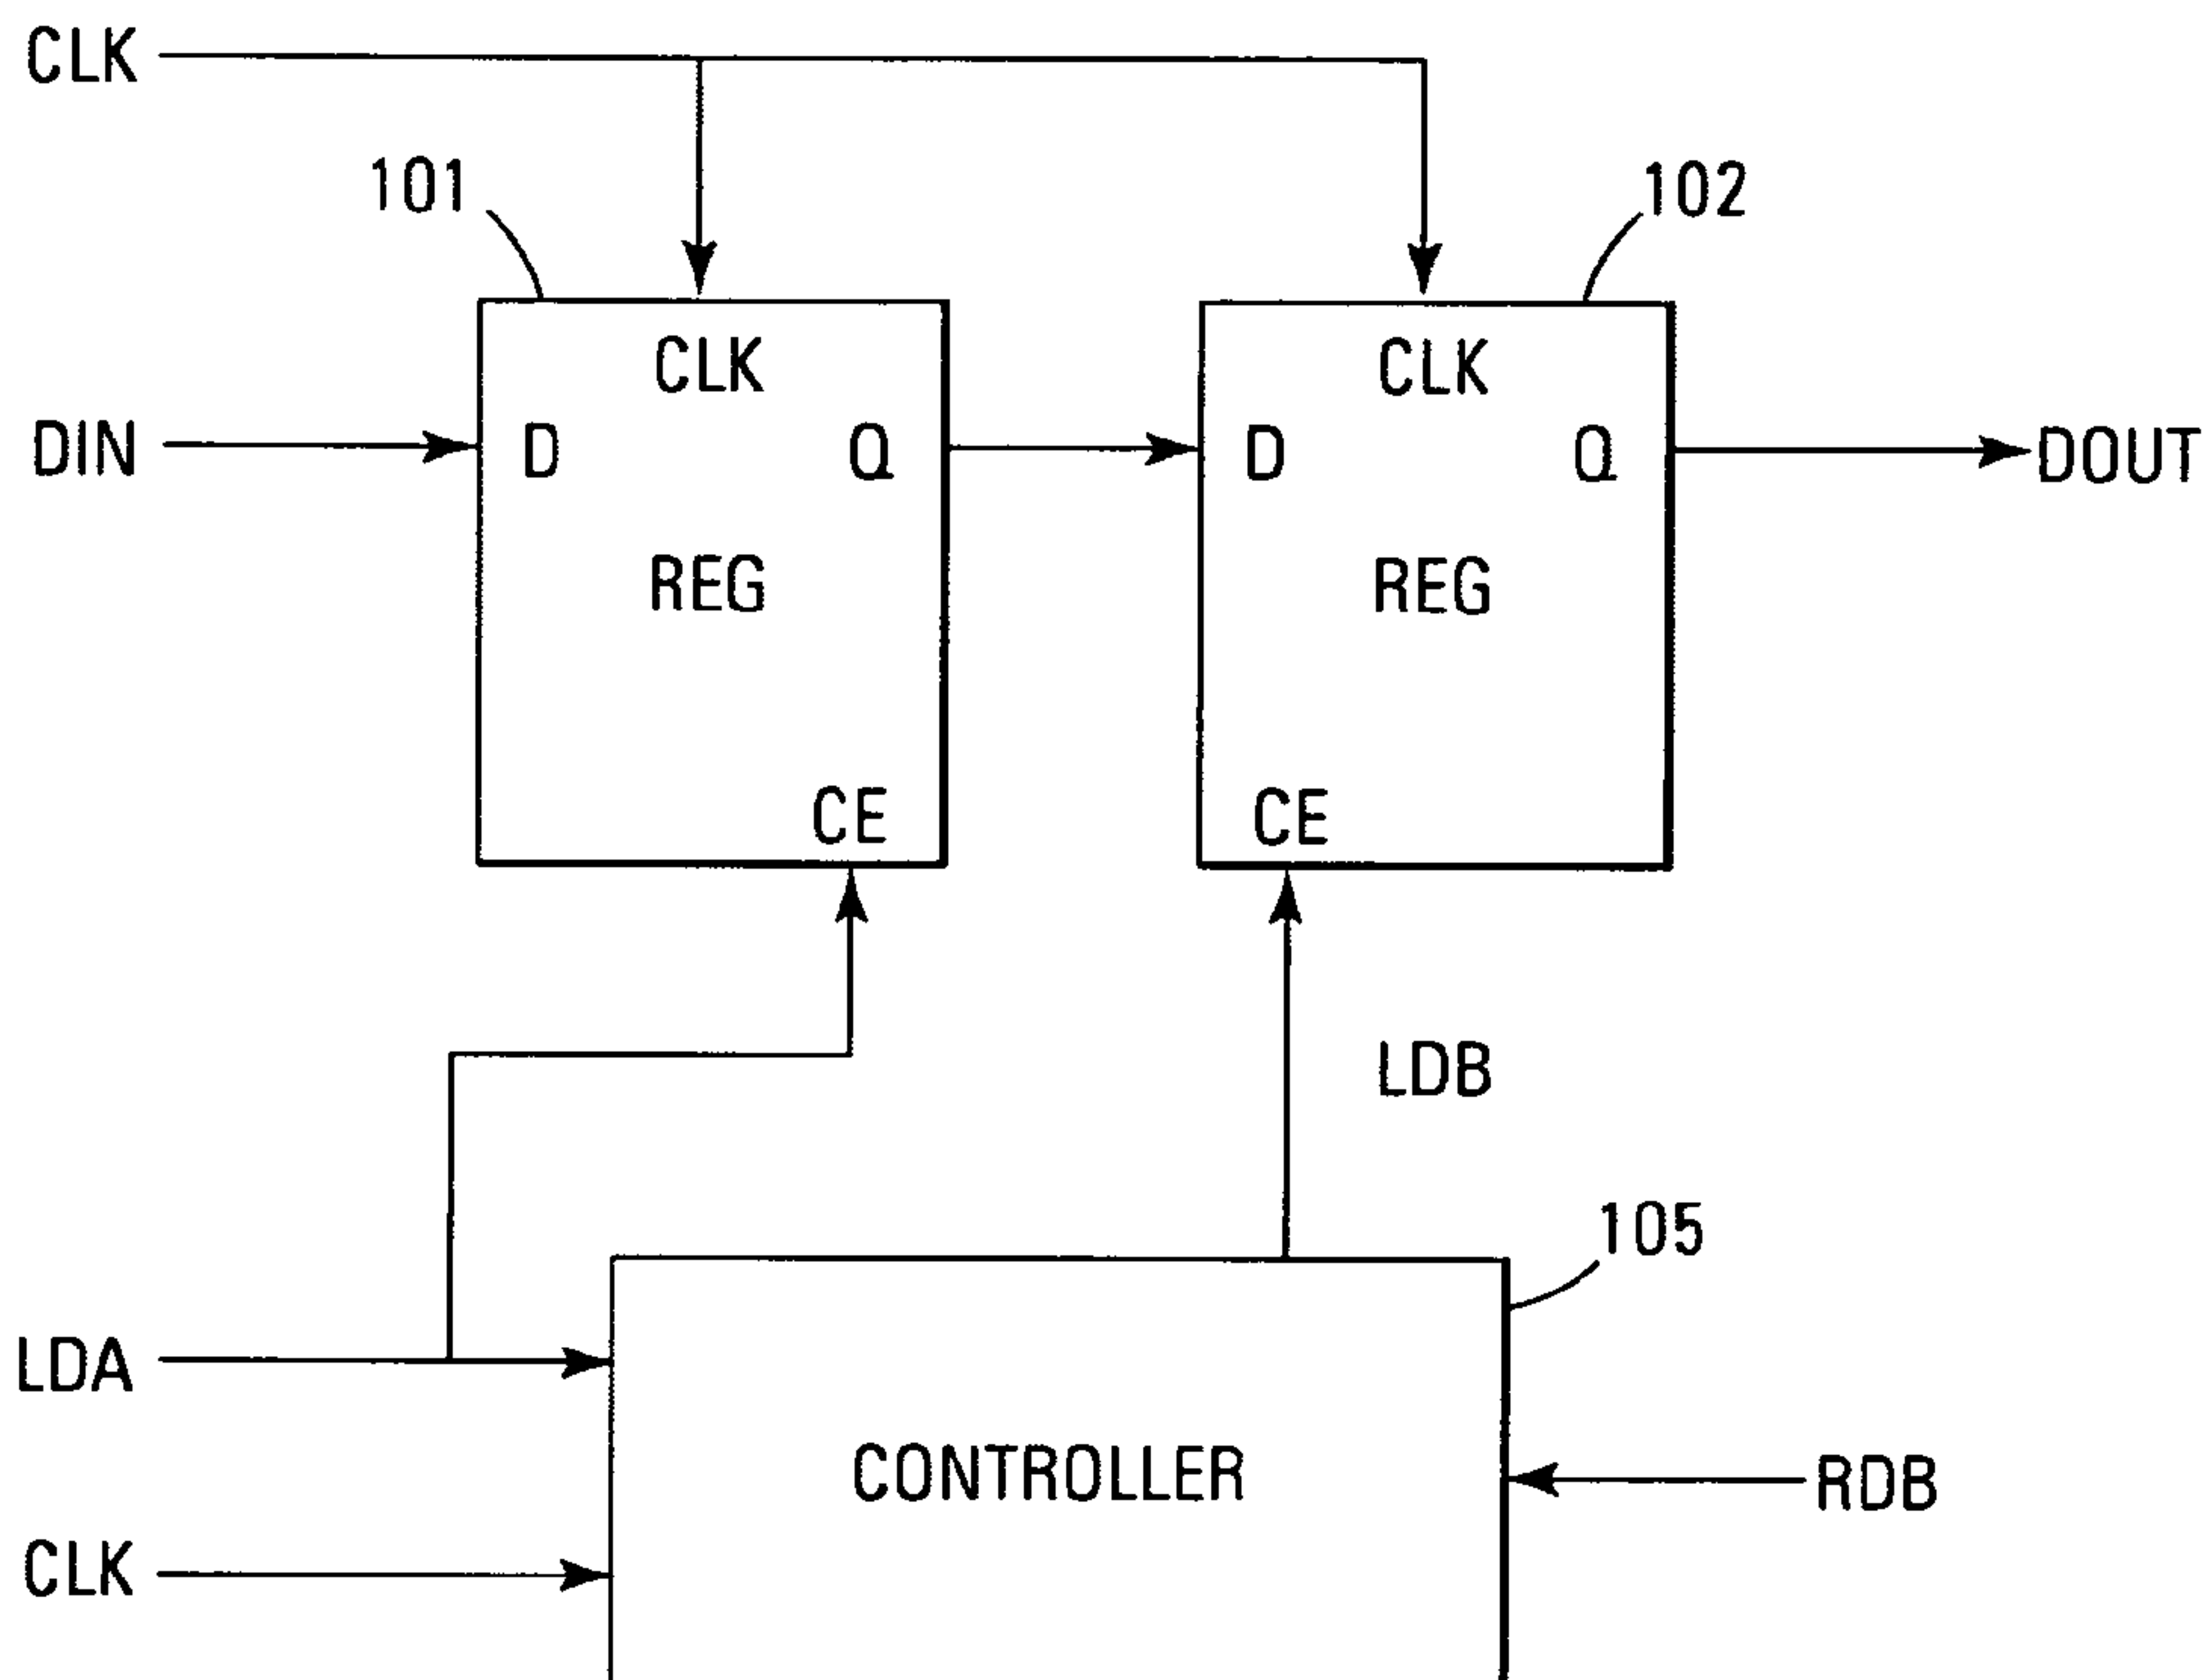 CLK
101
102
CLK
CLK
DIN
D
Q
D
Q
DOUT
REG
REG
CE
CE
LDB
105
LDA
CONTROLLER
RDB
CLK